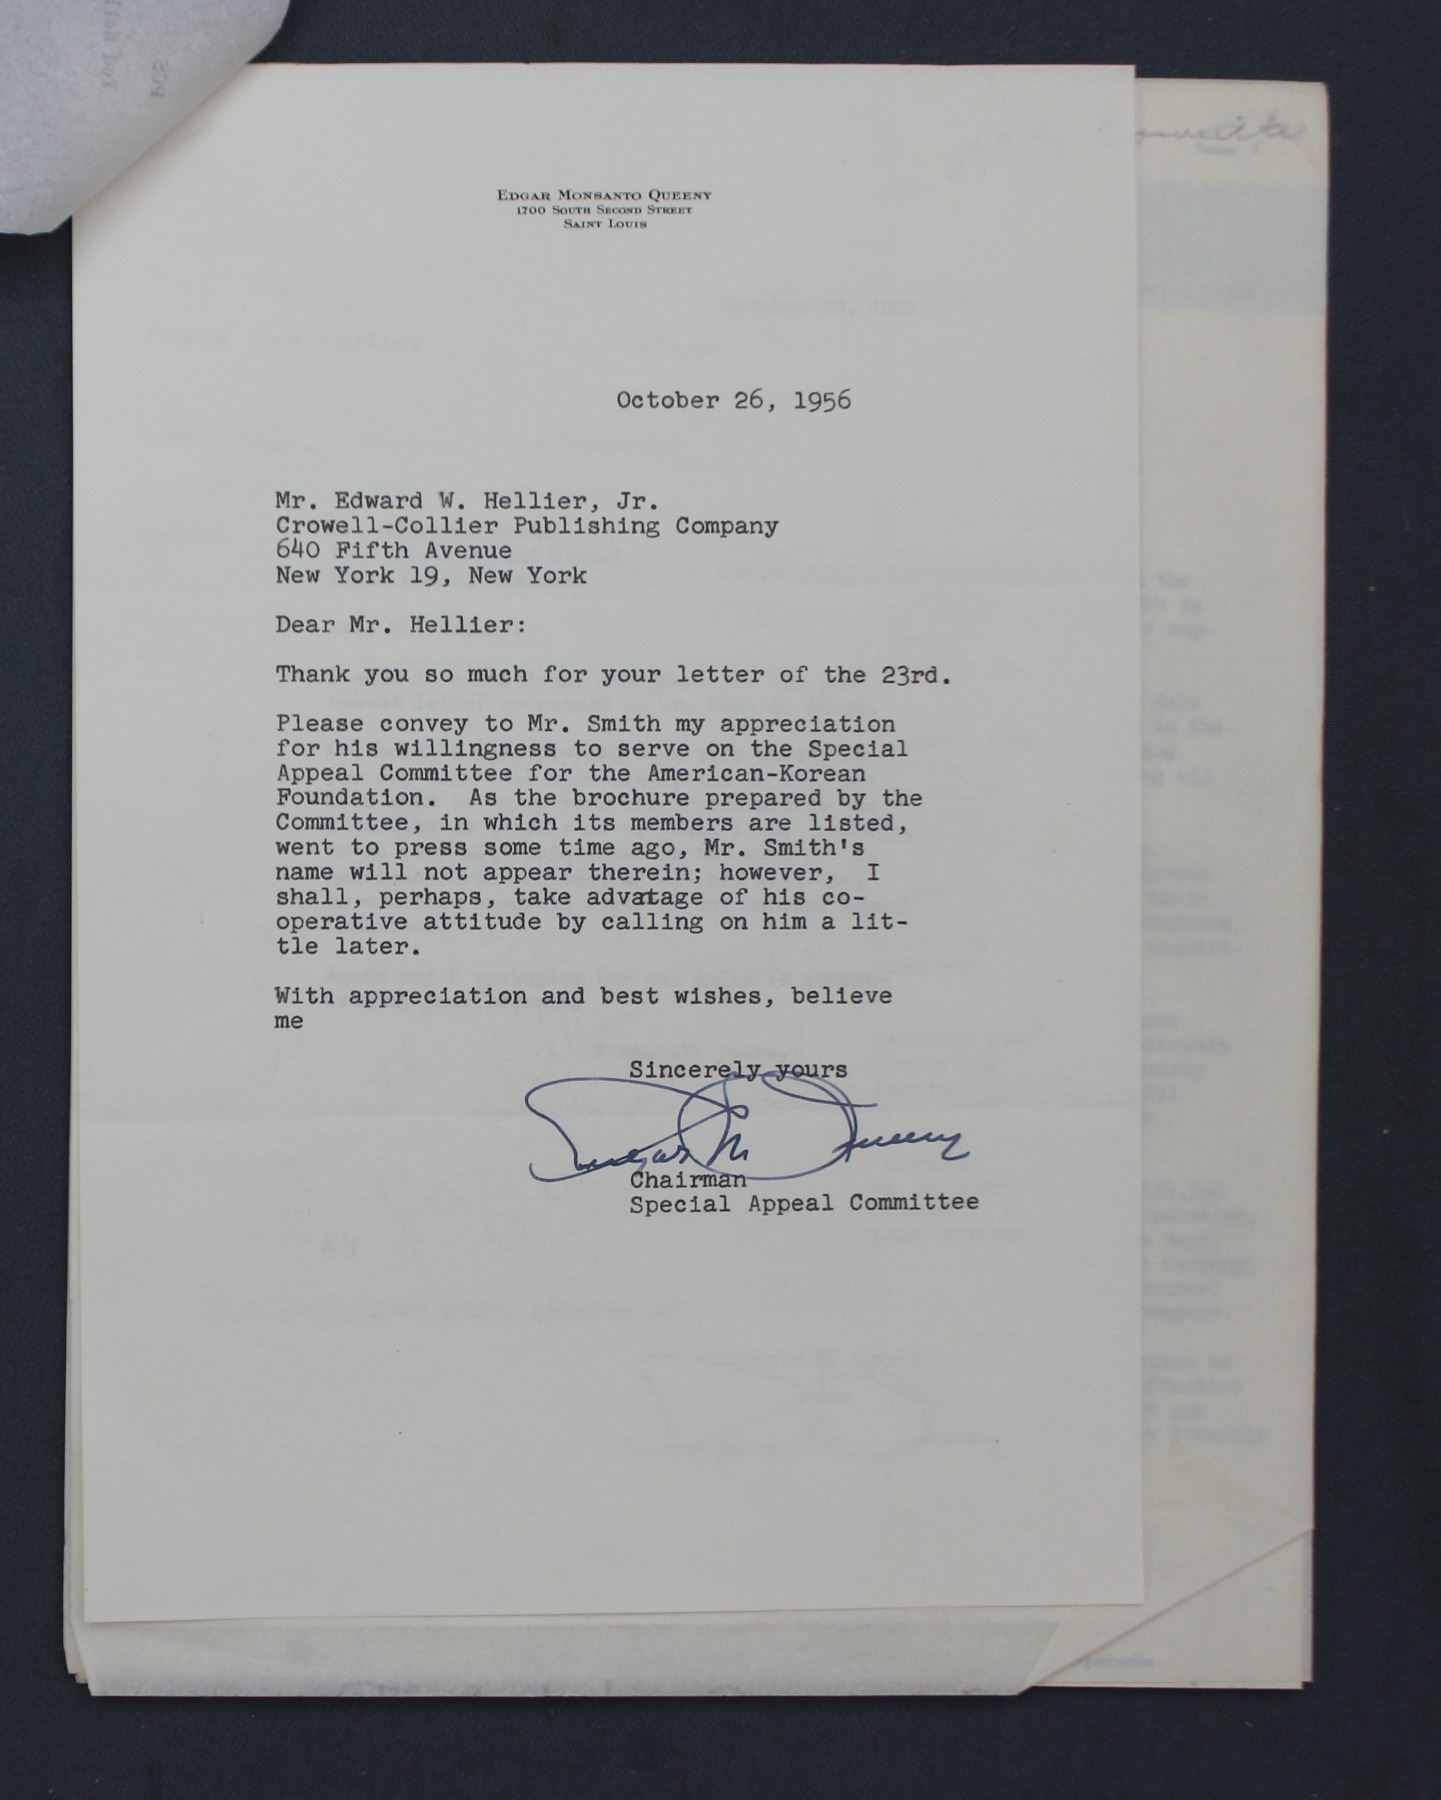 EDGAR MONSANTO QUEENY
1700 SOUTH SECOND STREET
SAINT LOUIS
October 26, 1956
Mr. Edward W. Hellier, Jr.
Crowell-Collier Publishing Company
640 Fifth Avenue
New York 19, New York
Dear Mr. Hellier:
Thank you so much for your letter of the 23rd.
Please convey to Mr. Smith my appreciation
for his willingness to serve on the Special
Appeal Committee for the American-Korean
Foundation. As the brochure prepared by the
Committee, in which its members are listed,
went to press some time ago, Mr. Smith's
name will not appear therein; however, I
shall, perhaps, take advatage of his co-
operative attitude by calling on him a lit-
tle later.
With appreciation and best wishes, believe
me
Sincerely yours
Edgar M Queeny
Chairman
Special Appeal Committee